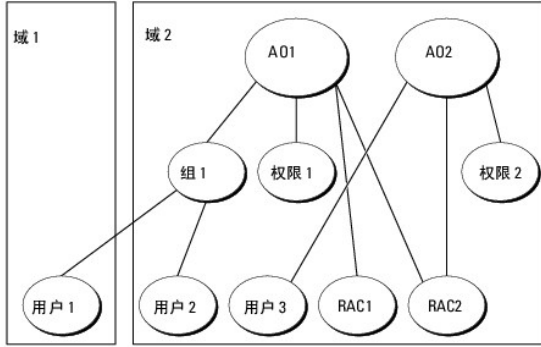 域 1
域 2
A01
A02
组 1
权限 1
权限 2
用户 1
用户 2
用户 3
RAC1
RAC2